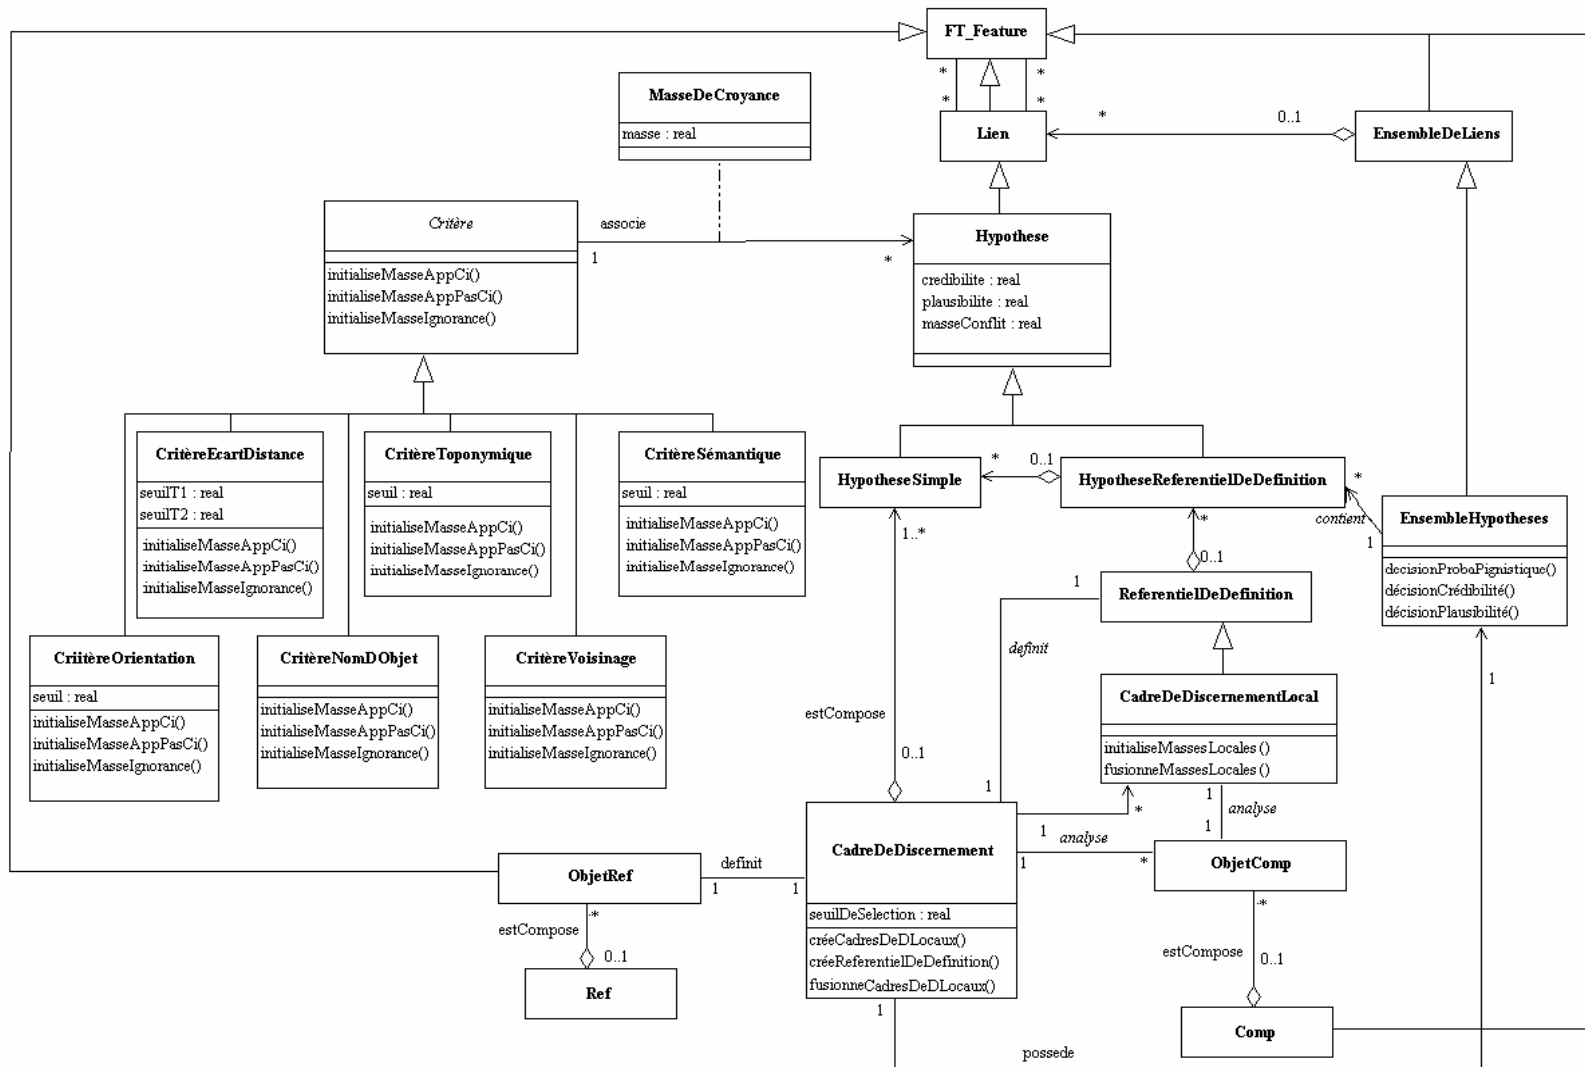 FT_Feature
*
*
*
*
MasseDeCroyance
masse : real
Lien
*
0..1
EnsembleDeLiens
Critère
initialiseMasseAppCi()
initialiseMasseAppPasCi()
initialiseMasseIgnorance()
associe
1
*
Hypothese
credibilite : real
plausibilite : real
masseConflit : real
CritèreEcartDistance
seuilT1 : real
seuilT2 : real
initialiseMasseAppCi()
initialiseMasseAppPasCi()
initialiseMasseIgnorance()
CritèreToponymique
seuil : real
initialiseMasseAppCi()
initialiseMasseAppPasCi()
initialiseMasseIgnorance()
CritèreSémantique
seuil : real
initialiseMasseAppCi()
initialiseMasseAppPasCi()
initialiseMasseIgnorance()
HypotheseSimple
*
0..1
HypotheseReferentielDeDefinition
*
contient
1
EnsembleHypotheses
decisionProbaPignistique()
décisionCrédibilité()
décisionPlausibilité()
1..*
*
0..1
ReferentielDeDefinition
1
definit
CriitèreOrientation
seuil : real
initialiseMasseAppCi()
initialiseMasseAppPasCi()
initialiseMasseIgnorance()
CritèreNomDObjet
initialiseMasseAppCi()
initialiseMasseAppPasCi()
initialiseMasseIgnorance()
CritèreVoisinage
initialiseMasseAppCi()
initialiseMasseAppPasCi()
initialiseMasseIgnorance()
estCompose
0..1
1
CadreDeDiscernementLocal
initialiseMassesLocales ()
fusionneMassesLocales ()
1
1
analyse
1
*
1
analyse
1
*
CadreDeDiscernement
seuilDeSelection : real
créeCadresDeDLocaux()
créeReferentielDeDefinition()
fusionneCadresDeDLocaux()
ObjetRef
definit
1
1
ObjetComp
*
estCompose
0..1
Ref
*
estCompose
0..1
Comp
1
possede